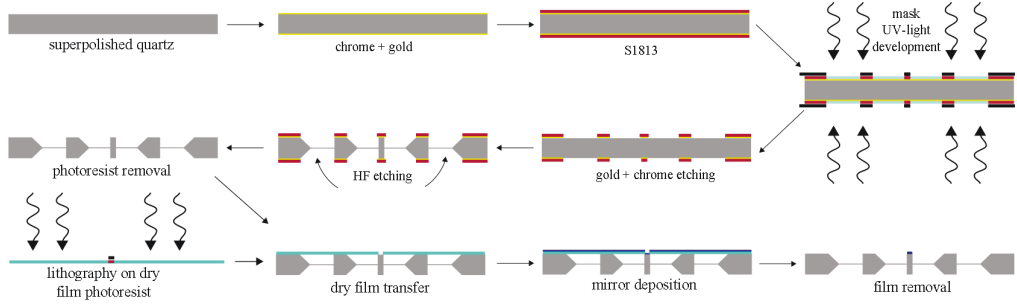 superpolished quartz
chrome + gold
S1813
mask
UV-light
development
photoresist removal
HF etching
gold + chrome etching
lithography on dry
film photoresist
dry film transfer
mirror deposition
film removal